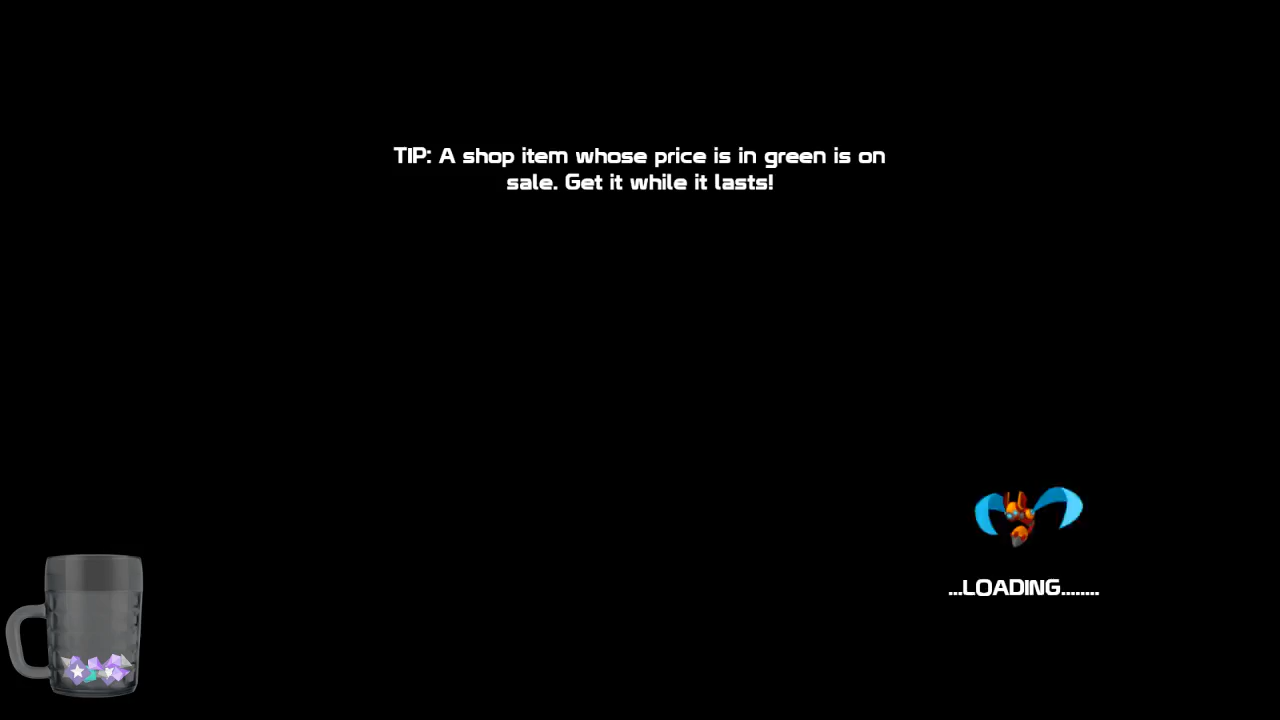 TIP: A shop item whose price is in green is on
sale. Get it while it lasts!
...LOADING........